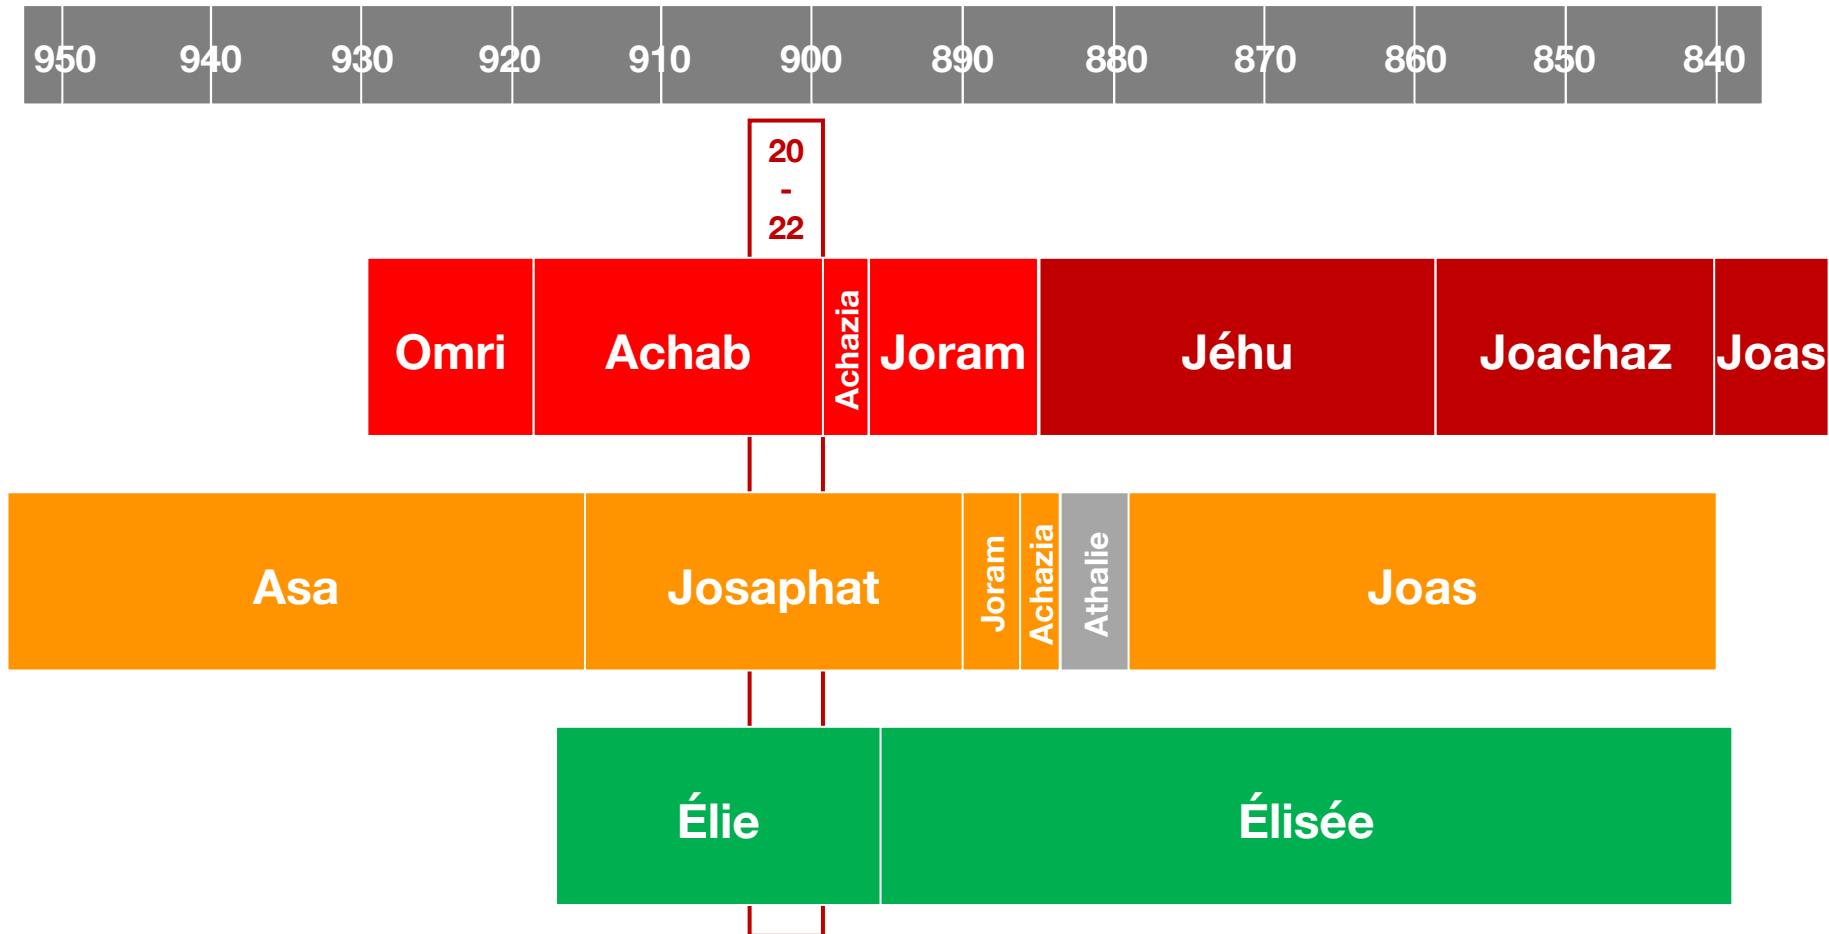 950 940 930 920 910 900 890 880 870 860 850 840
20
-
22
Omri Achab Achazia Joram Jéhu Joachaz Joas
Asa Josaphat Joram Achazia Athalie Joas
Élie Élisée